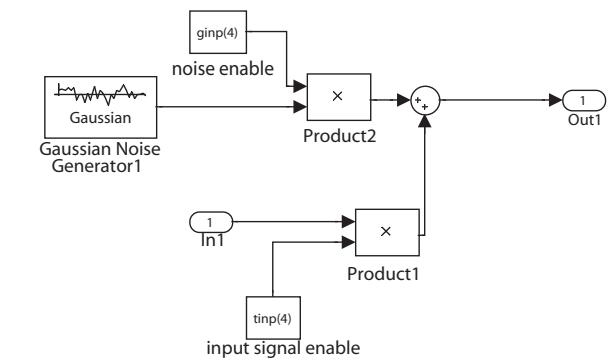 ginp(4)
noise enable
Gaussian
Gaussian Noise
Generator1
×
Product2
+
+
1
Out1
1
In1
×
Product1
tinp(4)
input signal enable